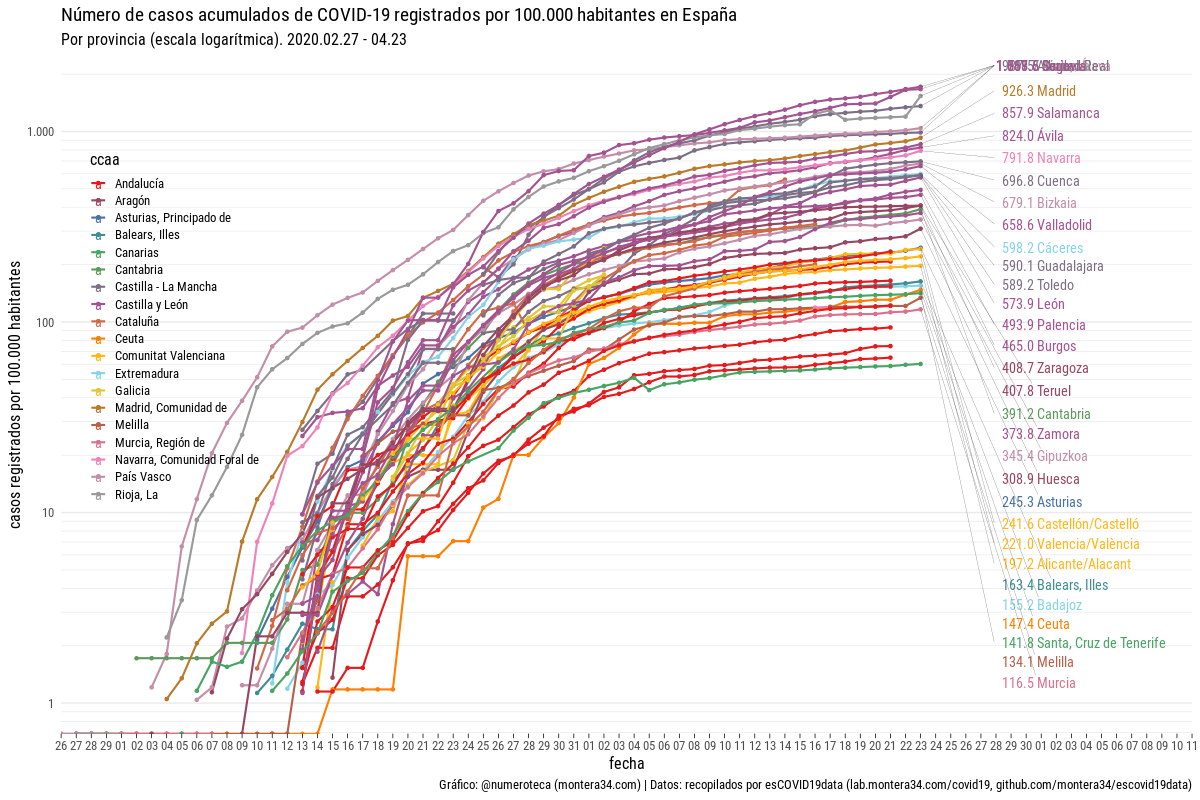 Número de casos acumulados de COVID-19 registrados por 100.000 habitantes en España
Por provincia (escala logarítmica). 2020.02.27 - 04.23
casos registrados por 100.000 habitantes
1.000
100
10
1
ccaa
Andalucía
Aragón
Asturias, Principado de
Balears, Illes
Canarias
Cantabria
Castilla - La Mancha
Castilla y León
Cataluña
Ceuta
Comunitat Valenciana
Extremadura
Galicia
Madrid, Comunidad de
Melilla
Murcia, Región de
Navarra, Comunidad Foral de
País Vasco
Rioja, La
926.3 Madrid
857.9 Salamanca
824.0 Ávila
791.8 Navarra
696.8 Cuenca
679.1 Bizkaia
658.6 Valladolid
598.2 Cáceres
590.1 Guadalajara
589.2 Toledo
573.9 León
493.9 Palencia
465.0 Burgos
408.7 Zaragoza
407.8 Teruel
391.2 Cantabria
373.8 Zamora
345.4 Gipuzkoa
308.9 Huesca
245.3 Asturias
241.6 Castellón/Castelló
221.0 Valencia/València
197.2 Alicante/Alacant
163.4 Balears, Illes
155.2 Badajoz
147.4 Ceuta
141.8 Santa, Cruz de Tenerife
134.1 Melilla
116.5 Murcia
26 27 28 29 01 02 03 04 05 06 07 08 09 10 11 12 13 14 15 16 17 18 19 20 21 22 23 24 25 26 27 28 29 30 31 01 02 03 04 05 06 07 08 09 10 11 12 13 14 15 16 17 18 19 20 21 22 23 24 25 26 27 28 29 30 01 02 03 04 05 06 07 08 09 10 11
fecha
Gráfico: @numeroteca (montera34.com) | Datos: recopilados por esCOVID19data (lab.montera34.com/covid19, github.com/montera34/escovid19data)